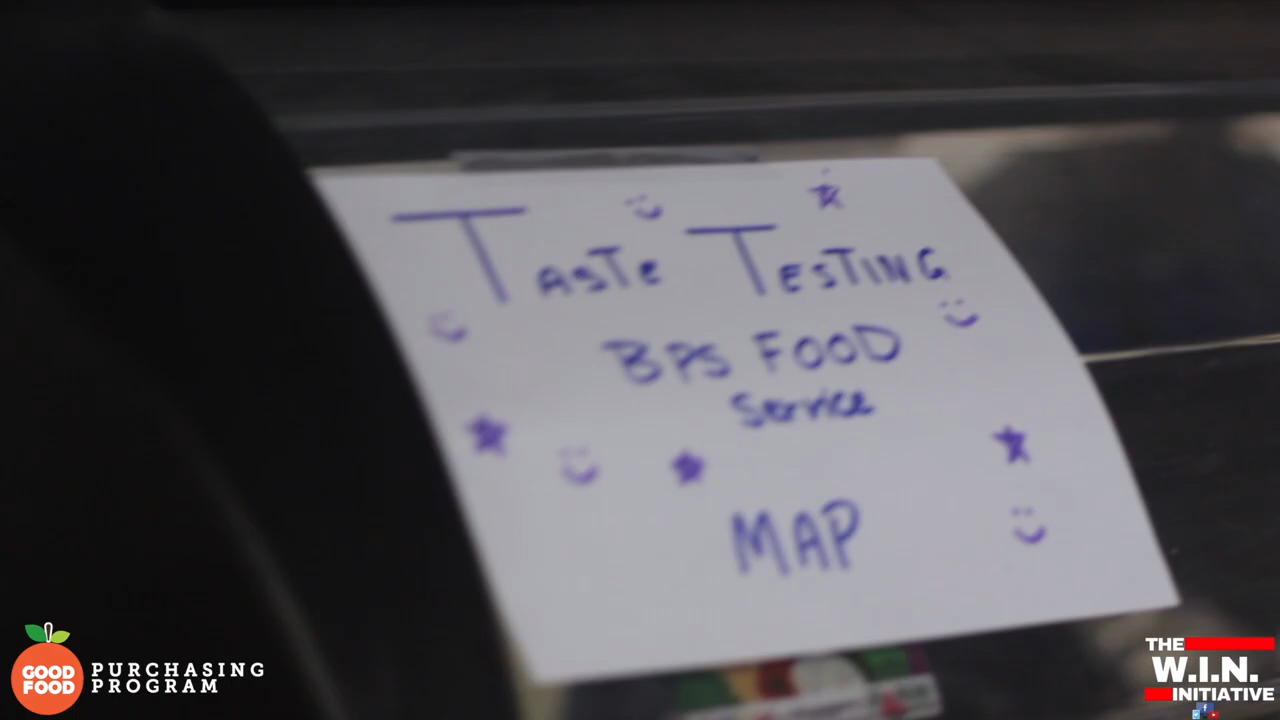 Taste Testing
BPS FOOD
Service
MAP
GOOD
FOOD
PURCHASING
PROGRAM
THE
W.I.N.
INITIATIVE